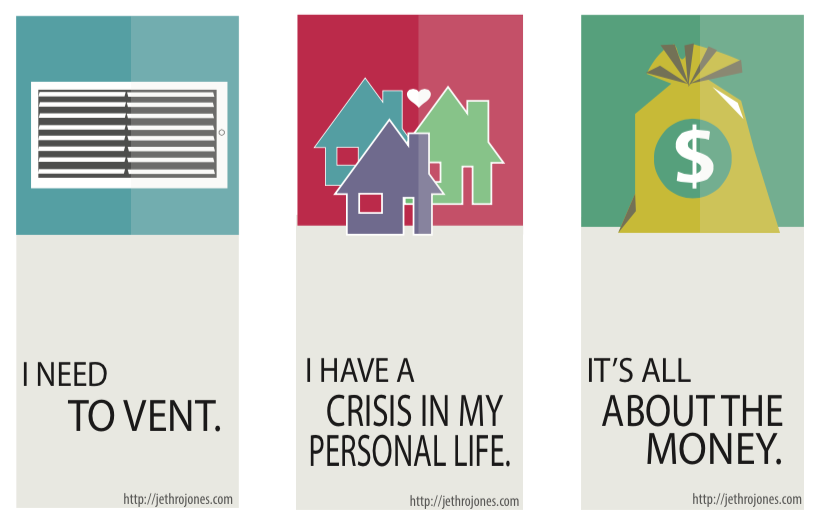 $
I NEED
TO VENT.
http://jethrojones.com
I HAVE A
CRISIS IN MY
PERSONAL LIFE.
http://jethrojones.com
IT'S ALL
ABOUT THE
MONEY.
http://jethrojones.com